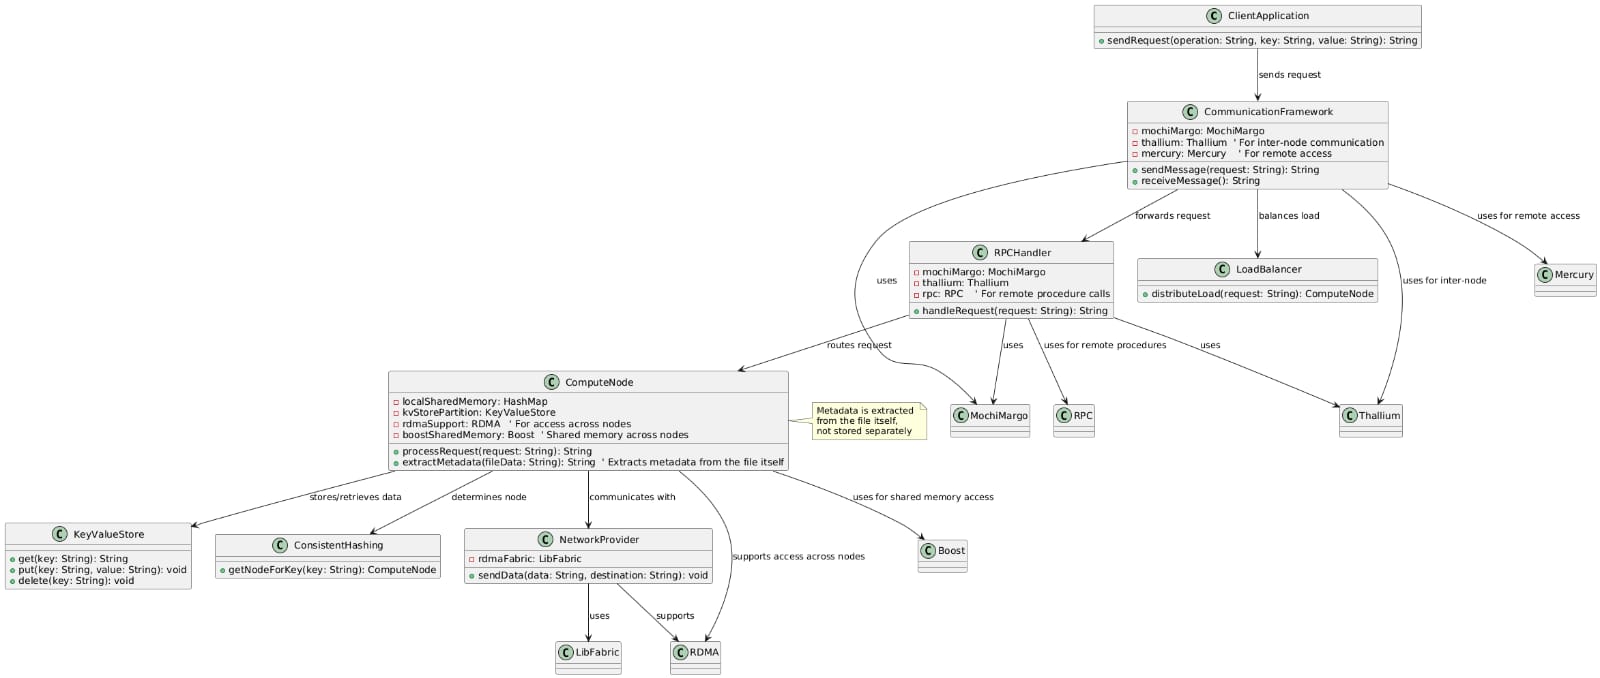 ClientApplication
sendRequest(operation: String, key: String, value: String): String
sends request
CommunicationFramework
mochiMargo: MochiMargo
thallium: Thallium ' For inter-node communication
mercury: Mercury ' For remote access
sendMessage(request: String): String
receiveMessage(): String
forwards request
balances load
uses for remote access
RPCHandler
mochiMargo: MochiMargo
thallium: Thallium
rpc: RPC ' For remote procedure calls
handleRequest(request: String): String
LoadBalancer
distributeLoad(request: String): ComputeNode
Mercury
uses
uses for inter-node
routes request
uses
uses for remote procedures
uses
ComputeNode
localSharedMemory: HashMap
kvStorePartition: KeyValueStore
rdmaSupport: RDMA ' For access across nodes
boostSharedMemory: Boost ' Shared memory across nodes
processRequest(request: String): String
extractMetadata(fileData: String): String ' Extracts metadata from the file itself
Metadata is extracted
from the file itself,
not stored separately
MochiMargo
RPC
Thallium
stores/retrieves data
determines node
communicates with
uses for shared memory access
KeyValueStore
get(key: String): String
put(key: String, value: String): void
delete(key: String): void
ConsistentHashing
getNodeForKey(key: String): ComputeNode
NetworkProvider
rdmaFabric: LibFabric
sendData(data: String, destination: String): void
supports access across nodes
Boost
uses
supports
LibFabric
RDMA